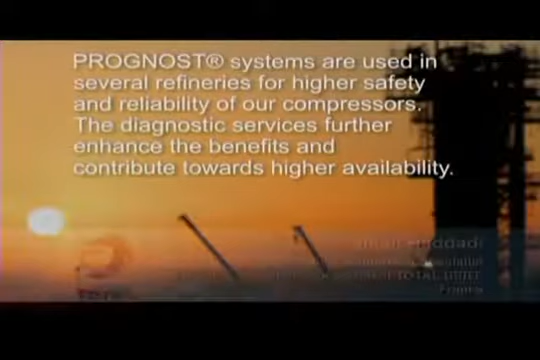 PROGNOST® systems are used in
several refineries for higher safety
and reliability of our compressors.
The diagnostic services further
enhance the benefits and
contribute towards higher availability.
TOTAL